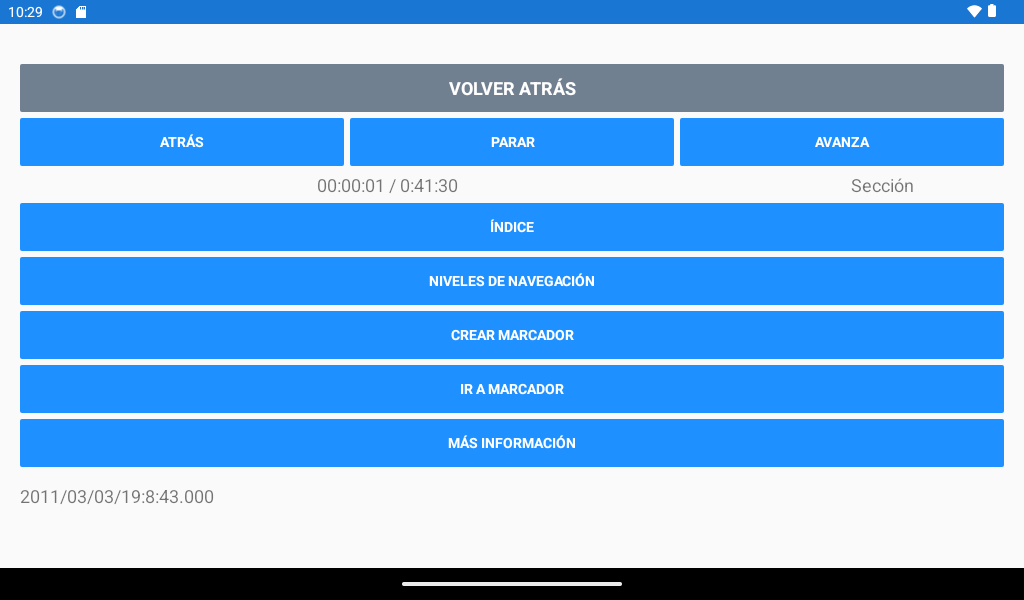 10:29
VOLVER ATRÁS
ATRÁS PARAR AVANZA
00:00:01 / 0:41:30 Sección
ÍNDICE
NIVELES DE NAVEGACIÓN
CREAR MARCADOR
IR A MARCADOR
MÁS INFORMACIÓN
2011/03/03/19:8:43.000